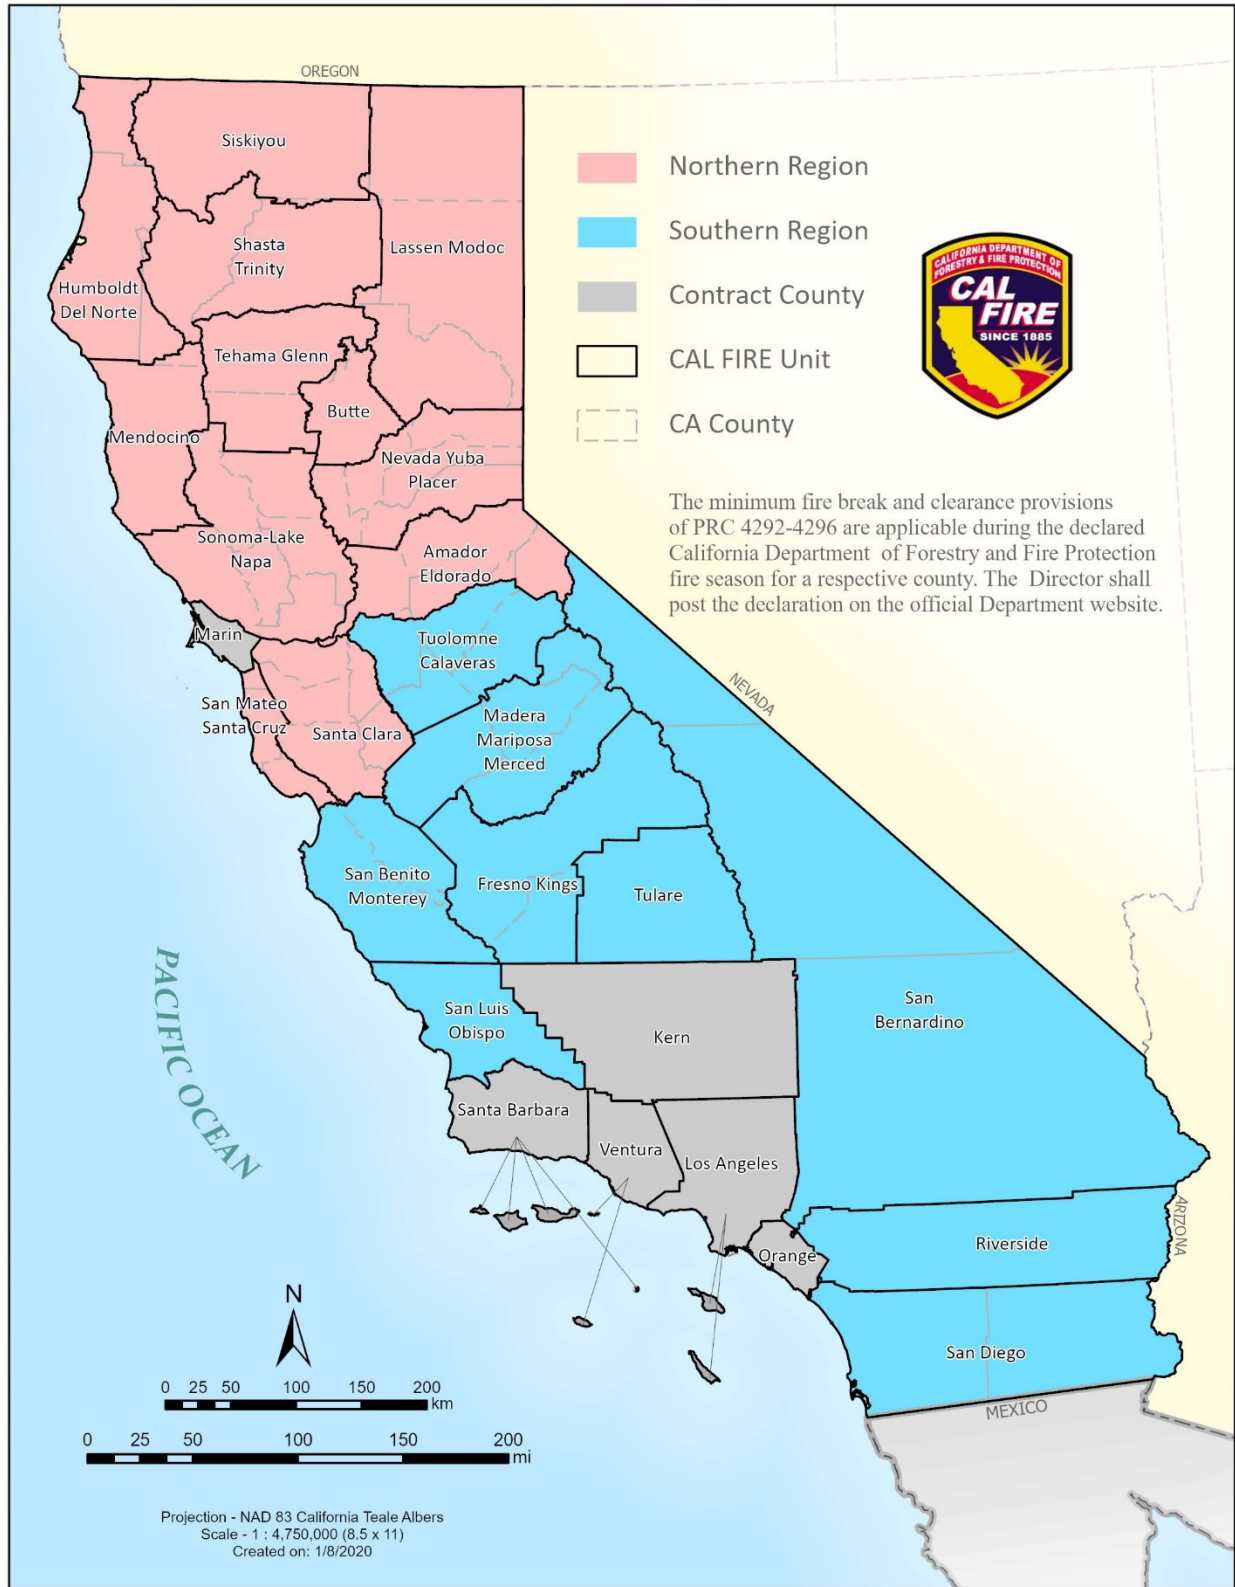 OREGON
Siskiyou
Shasta
Trinity
Lassen Modoc
Humboldt
Del Norte
Tehama Glenn
Butte
Mendocino
Nevada Yuba
Placer
Sonoma-Lake
Napa
Amador
Eldorado
Marin
Tuolomne
Calaveras
San Mateo
Santa Cruz
Santa Clara
Madera
Mariposa
Merced
San Benito
Monterey
Fresno Kings
Tulare
San Luis
Obispo
Kern
San
Bernardino
Santa Barbara
Ventura
Los Angeles
Orange
Riverside
San Diego
NEVADA
ARIZONA
MEXICO
PACIFIC OCEAN
Northern Region
Southern Region
Contract County
CAL FIRE Unit
CA County
CALIFORNIA DEPARTMENT OF
FORESTRY & FIRE PROTECTION
CAL
FIRE
SINCE 1885
The minimum fire break and clearance provisions
of PRC 4292-4296 are applicable during the declared
California Department of Forestry and Fire Protection
fire season for a respective county. The Director shall
post the declaration on the official Department website.
N
0 25 50 100 150 200
km
0 25 50 100 150 200
mi
Projection - NAD 83 California Teale Albers
Scale - 1 : 4,750,000 (8.5 x 11)
Created on: 1/8/2020